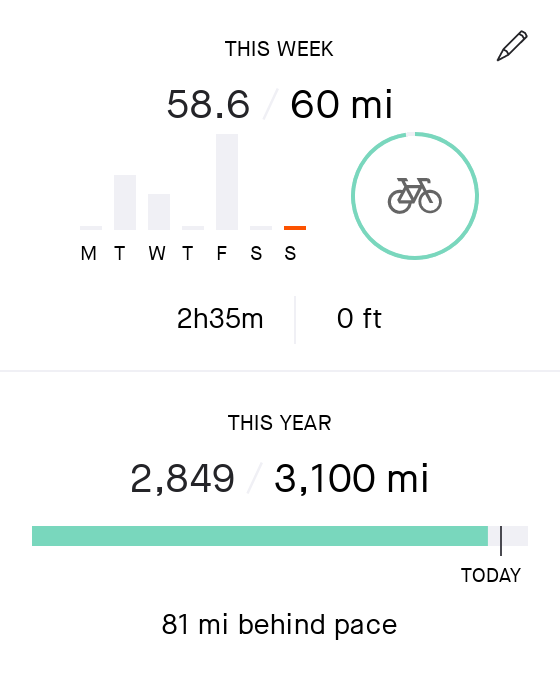 THIS WEEK
58.6 / 60 mi
M T W T F S S
2h35m 0 ft
THIS YEAR
2,849 / 3,100 mi
TODAY
81 mi behind pace